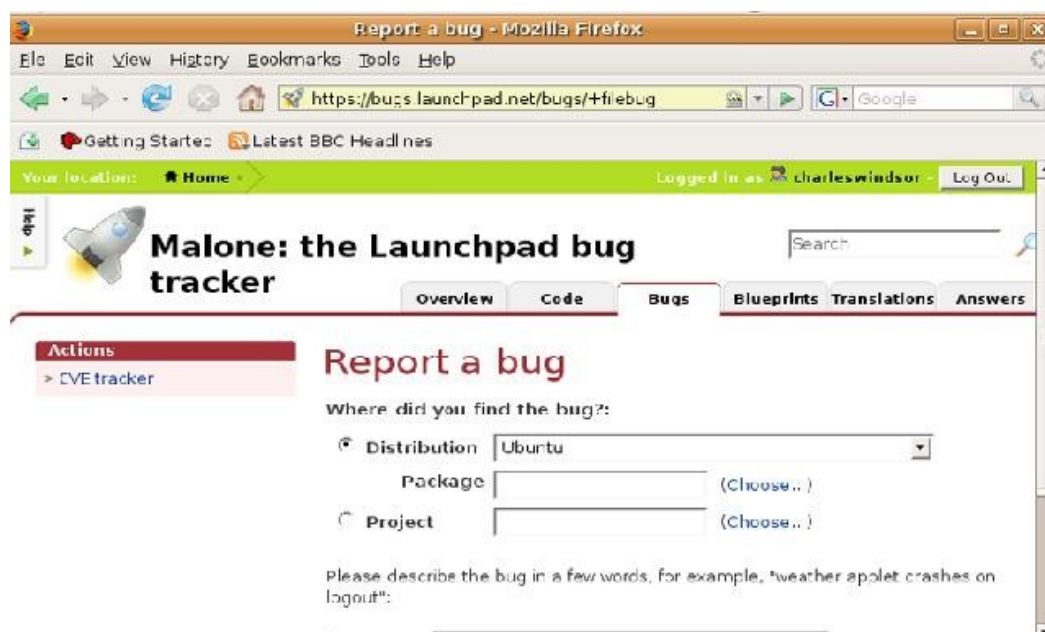 Report a bug - Mozilla Firefox
File Edit View History Bookmarks Tools Help
https://bugs.launchpad.net/bugs/+filebug Google
Getting Started Latest BBC Headlines
Your location: Home Logged in as charleswindsor - Log Out
Help
Malone: the Launchpad bug tracker
Search
Overview Code Bugs Blueprints Translations Answers
Actions
CVE tracker
Report a bug
Where did you find the bug?:
Distribution Ubuntu
Package (Choose...)
Project (Choose...)
Please describe the bug in a few words, for example, "weather applet crashes on
logout":